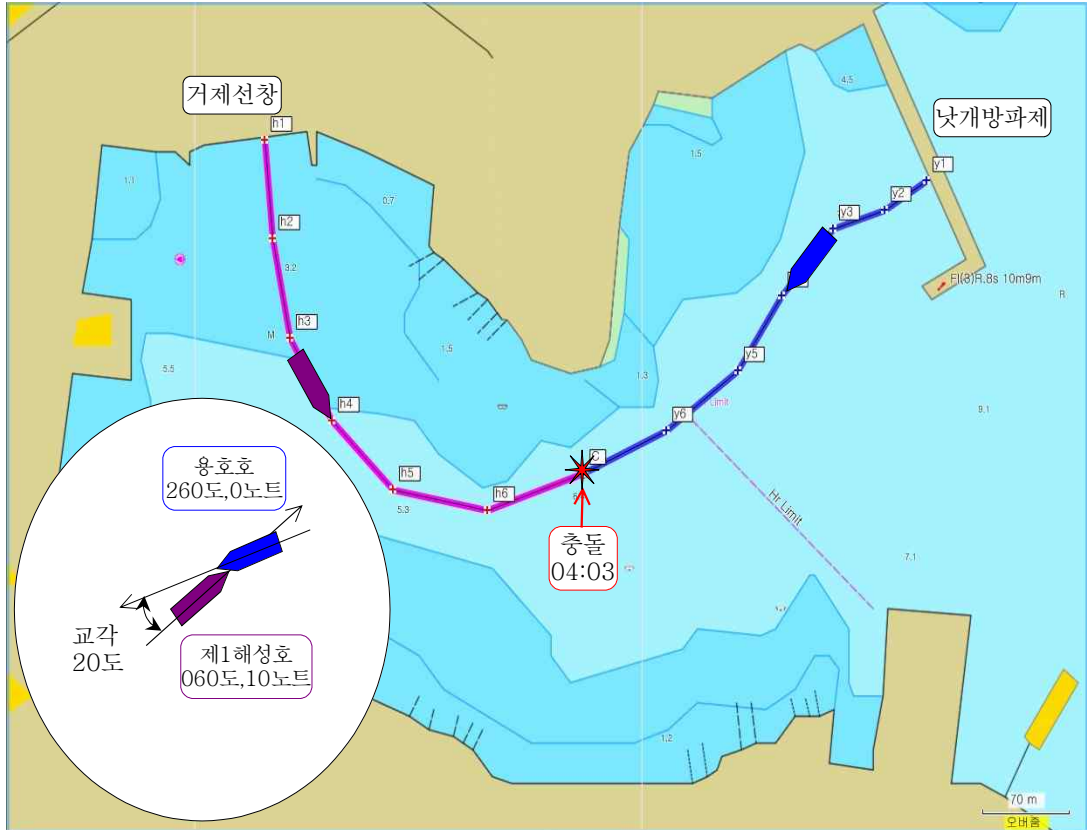 거제선창
낫개방파제
h1
h2
h3
h4
h5
h6
C
y1
y2
y3
y5
y6
4.5
1.5
1.1
0.7
3.2
M
5.5
1.5
1.3
Limit
Fl(3)R.8s 10m9m
R
9.1
Hr Limit
7.1
5.3
1.2
충돌
04:03
용호호
260도,0노트
교각
20도
제1해성호
060도,10노트
70 m
오버줌